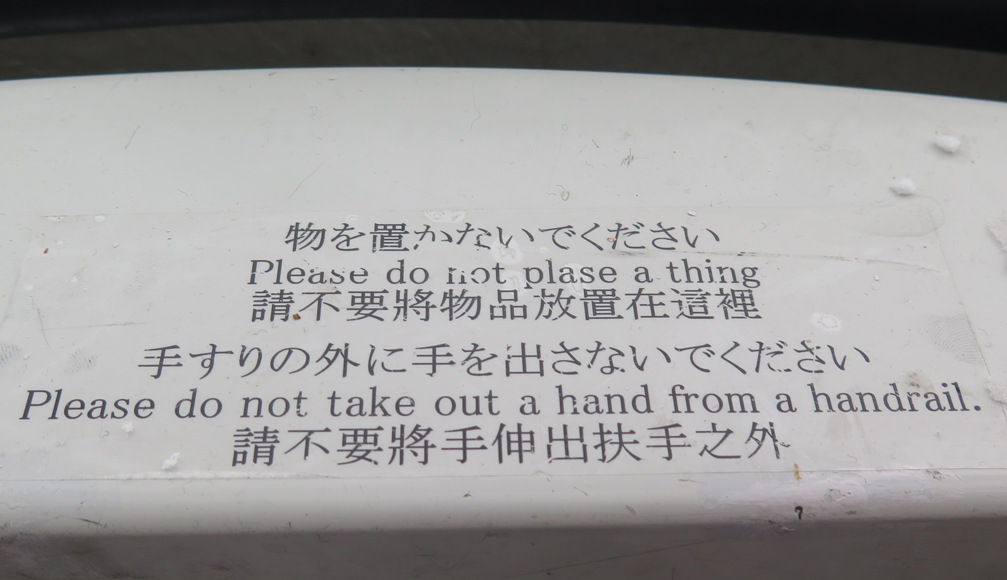 物を置かないでください
Please do not plase a thing
請不要將物品放置在這裡
手すりの外に手を出さないでください
Please do not take out a hand from a handrail.
請不要將手伸出扶手之外